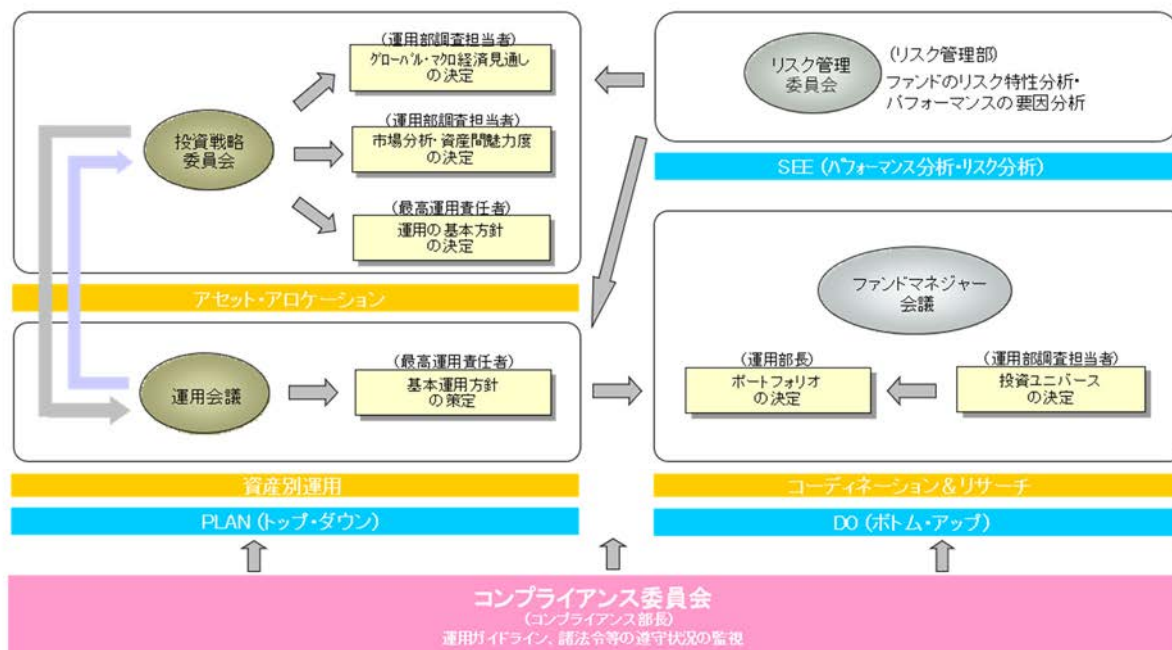 (運用部調査担当者)
グローバル・マクロ経済見通し
の決定
投資戦略
委員会
(運用部調査担当者)
市場分析・資産間魅力度
の決定
(最高運用責任者)
運用の基本方針
の決定
アセット・アロケーション
運用会議
(最高運用責任者)
基本運用方針
の策定
資産別運用
PLAN (トップ・ダウン)
リスク管理
委員会
(リスク管理部)
ファンドのリスク特性分析・
パフォーマンスの要因分析
SEE (パフォーマンス分析・リスク分析)
ファンドマネジャー
会議
(運用部長)
ポートフォリオ
の決定
(運用部調査担当者)
投資ユニバース
の決定
コーディネーション&リサーチ
DO (ボトム・アップ)
コンプライアンス委員会
(コンプライアンス部長)
運用ガイドライン、諸法令等の遵守状況の監視